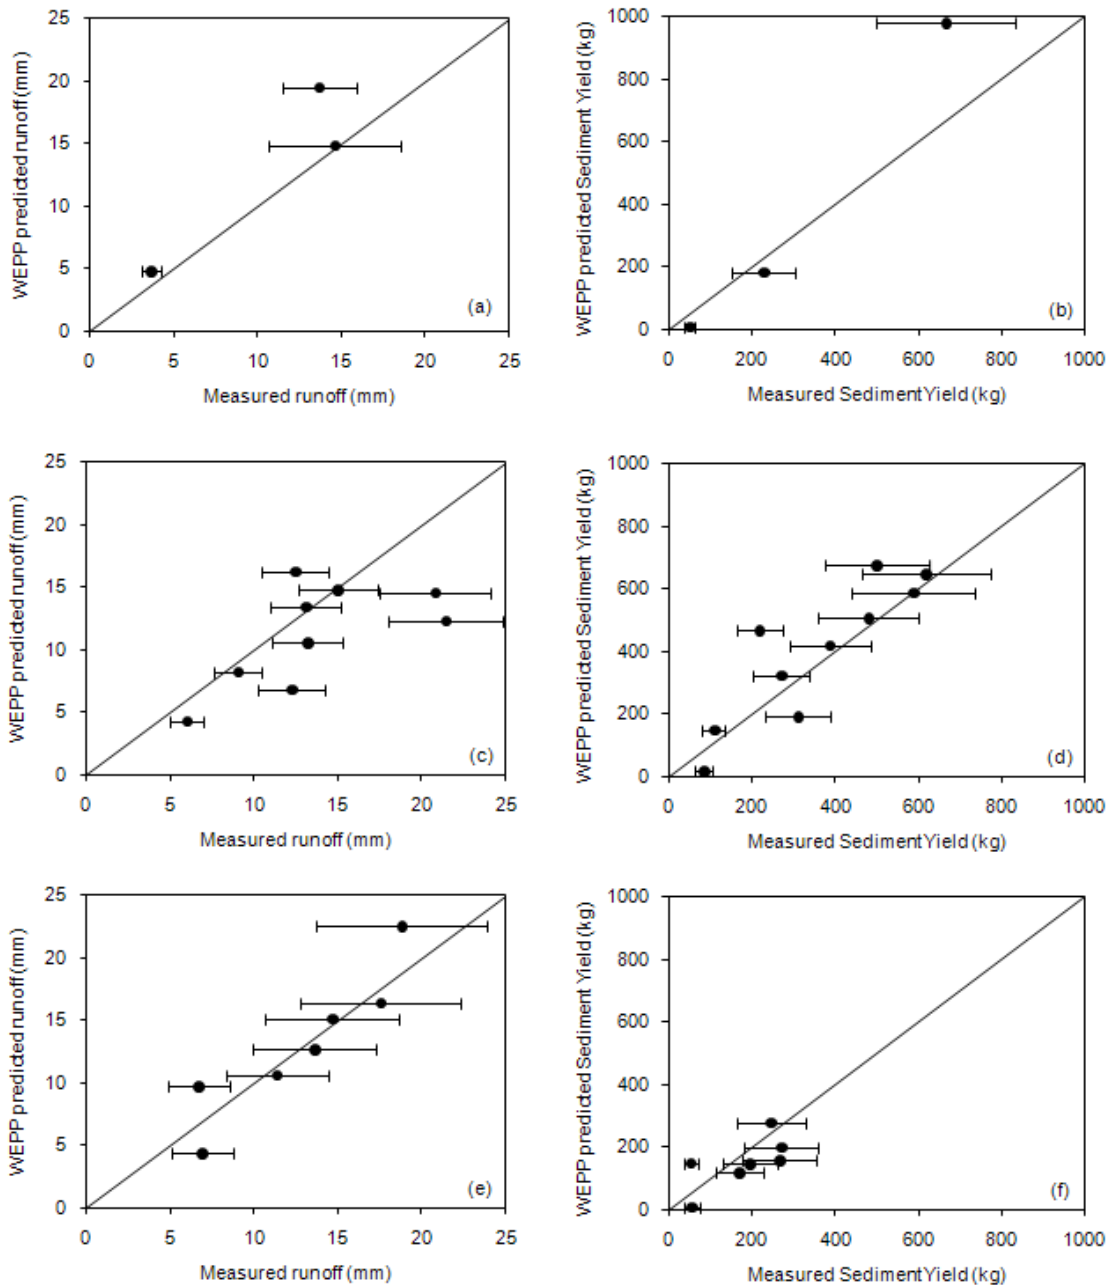 WEPP predicted runoff (mm)
25
20
15
10
5
0
(a)
0 5 10 15 20 25
Measured runoff (mm)
WEPP predicted Sediment Yield (kg)
1000
800
600
400
200
0
(b)
0 200 400 600 800 1000
Measured Sediment Yield (kg)
WEPP predicted runoff (mm)
25
20
15
10
5
0
(c)
0 5 10 15 20 25
Measured runoff (mm)
WEPP predicted Sediment Yield (kg)
1000
800
600
400
200
0
(d)
0 200 400 600 800 1000
Measured Sediment Yield (kg)
WEPP predicted runoff (mm)
25
20
15
10
5
0
(e)
0 5 10 15 20 25
Measured runoff (mm)
WEPP predicted Sediment Yield (kg)
1000
800
600
400
200
0
(f)
0 200 400 600 800 1000
Measured Sediment Yield (kg)